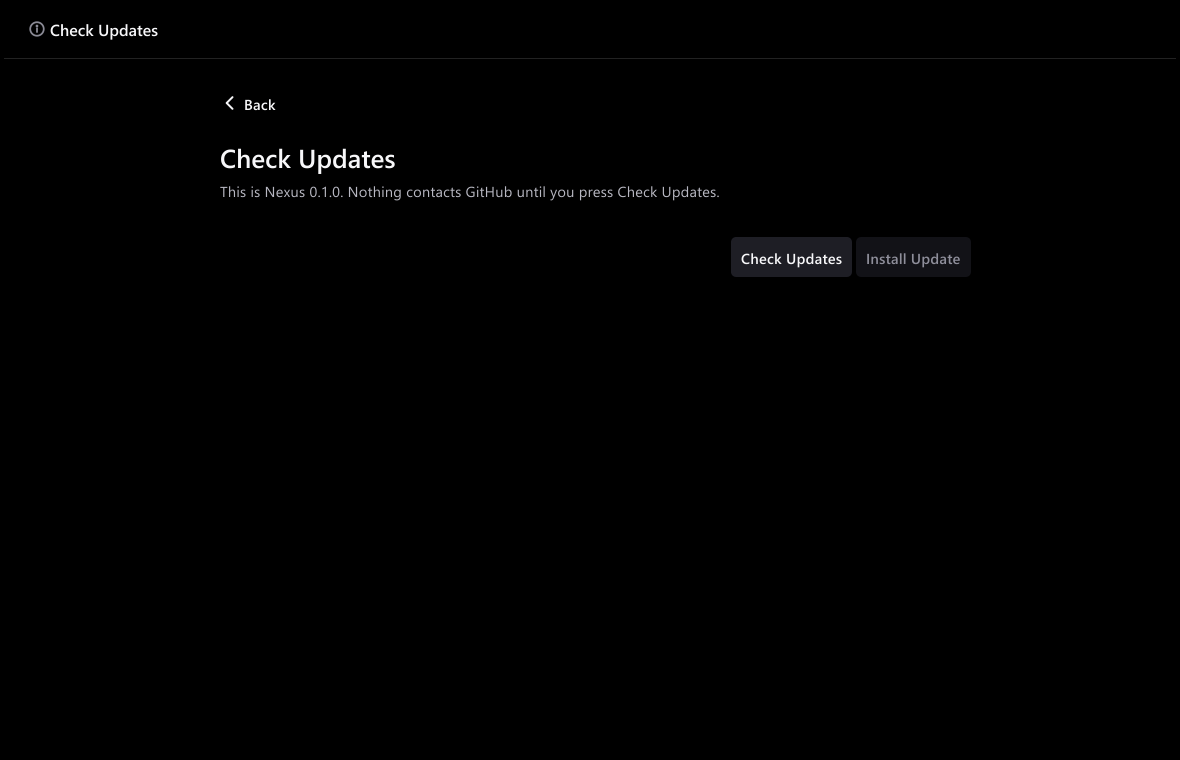 Check Updates
Back
Check Updates
This is Nexus 0.1.0. Nothing contacts GitHub until you press Check Updates.
Check Updates Install Update